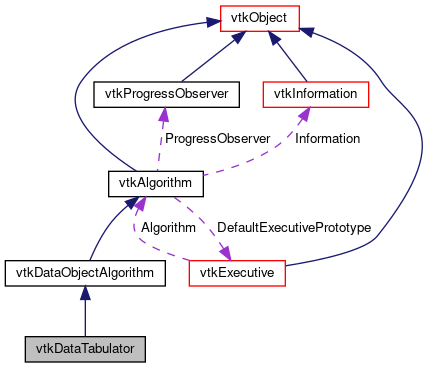 vtkObject
vtkProgressObserver
vtkInformation
ProgressObserver
Information
vtkAlgorithm
Algorithm
DefaultExecutivePrototype
vtkDataObjectAlgorithm
vtkExecutive
vtkDataTabulator